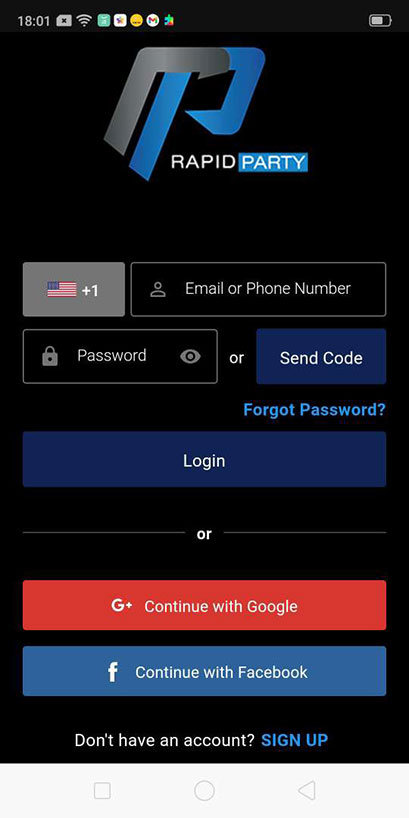 18:01
RAPID PARTY
+1
Email or Phone Number
Password
or
Send Code
Forgot Password?
Login
or
G+ Continue with Google
f Continue with Facebook
Don't have an account? SIGN UP